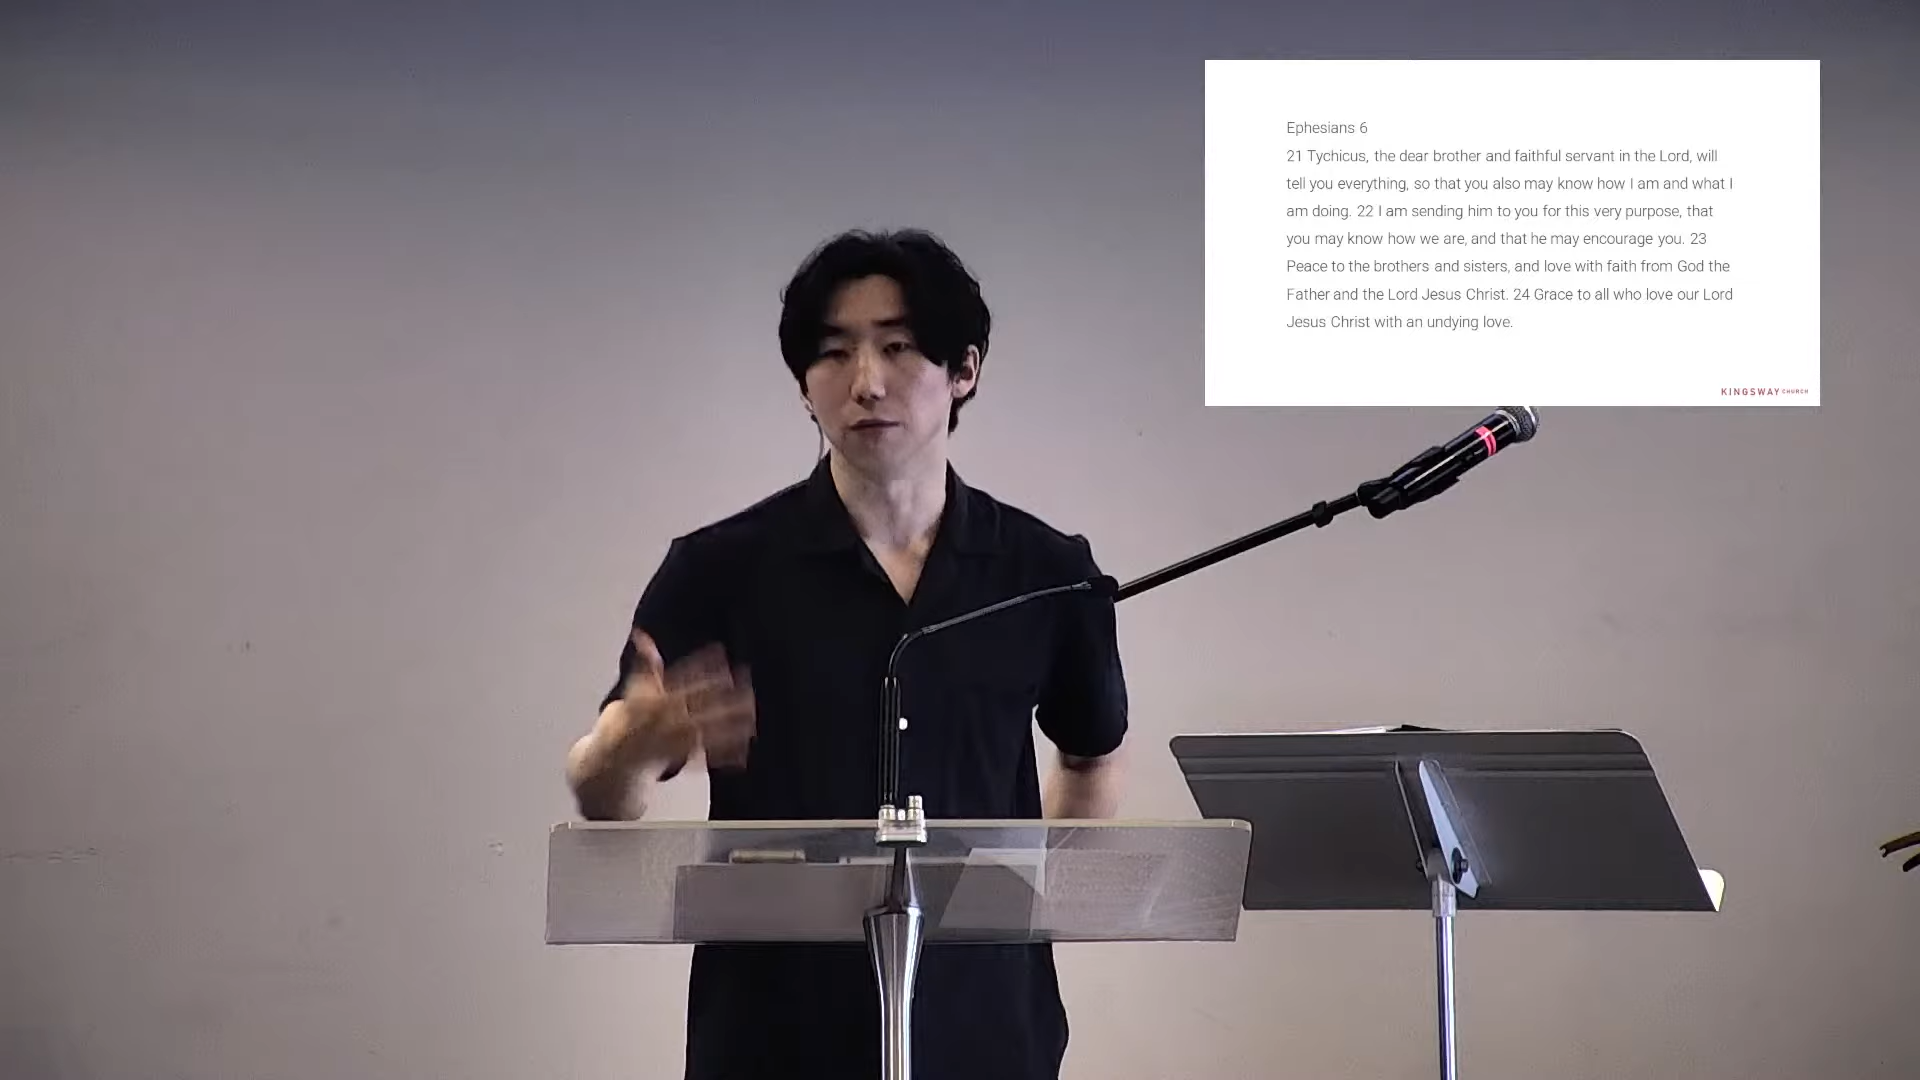 Ephesians 6
21 Tychicus, the dear brother and faithful servant in the Lord, will
tell you everything, so that you also may know how I am and what I
am doing. 22 I am sending him to you for this very purpose, that
you may know how we are, and that he may encourage you. 23
Peace to the brothers and sisters, and love with faith from God the
Father and the Lord Jesus Christ. 24 Grace to all who love our Lord
Jesus Christ with an undying love.
KINGSWAY CHURCH